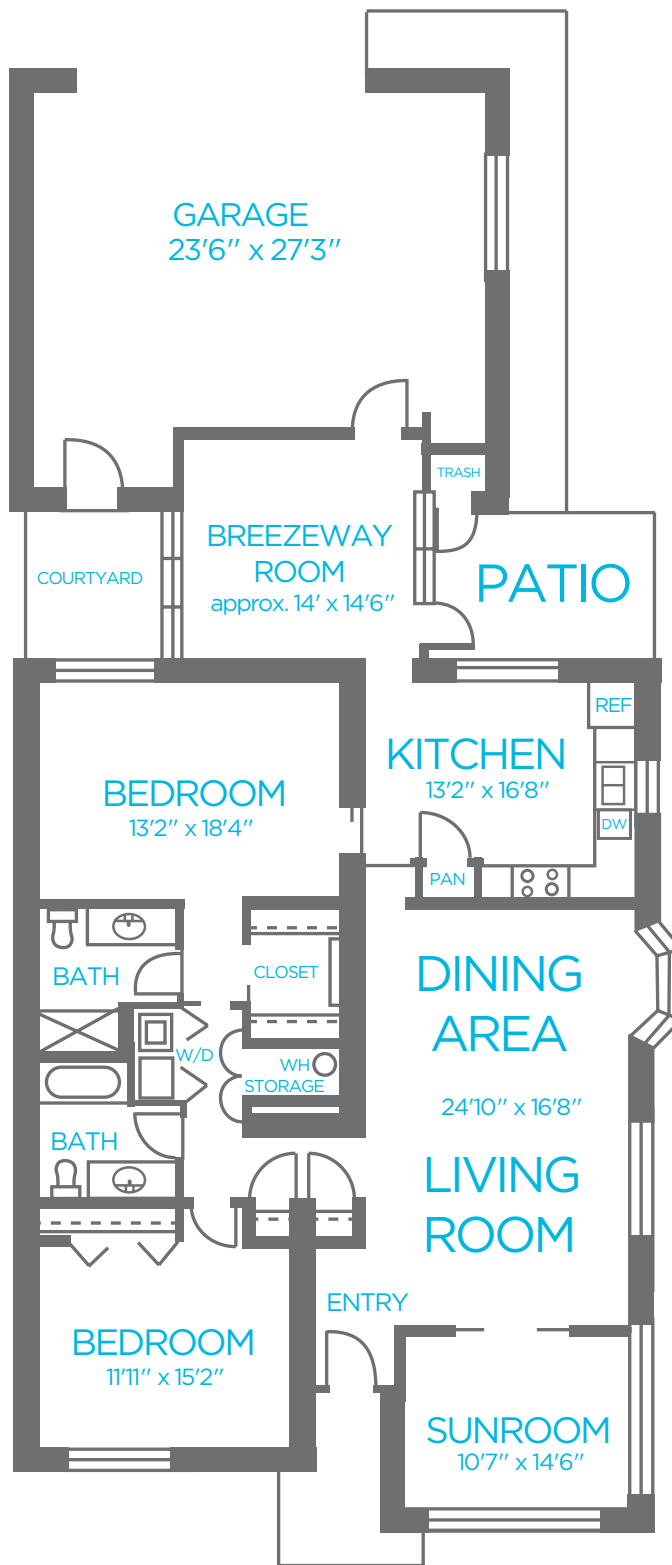 GARAGE
23'6" x 27'3"
TRASH
BREEZEWAY
ROOM
approx. 14' x 14'6"
COURTYARD
PATIO
REF
KITCHEN
13'2" x 16'8"
BEDROOM
13'2" x 18'4"
DW
PAN
BATH
CLOSET
DINING
AREA
W/D
WH
STORAGE
24'10" x 16'8"
BATH
LIVING
ROOM
ENTRY
BEDROOM
11'11" x 15'2"
SUNROOM
10'7" x 14'6"